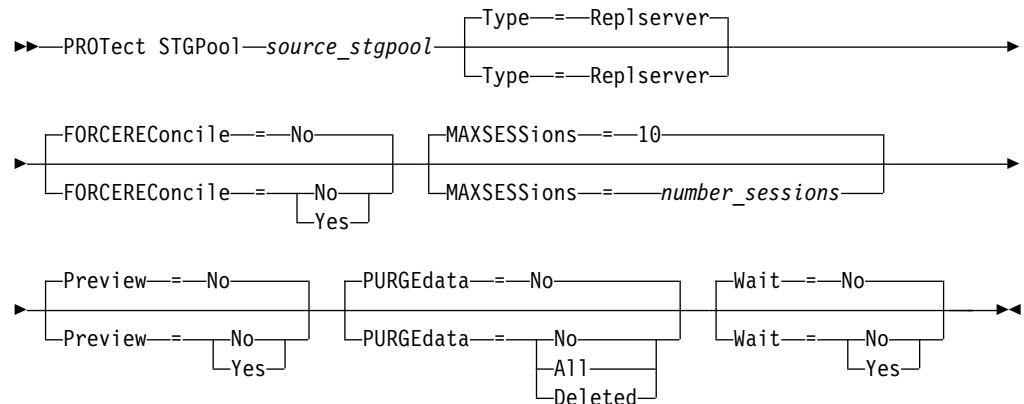 Type = Replserver
PROTect STGPool source_stgpool
Type = Replserver
FORCEREConcile = No MAXSESSions = 10
FORCEREConcile = No MAXSESSions = number_sessions
Yes
Preview = No PURGEdata = No Wait = No
Preview = No PURGEdata = No Wait = No
Yes All Yes
Deleted